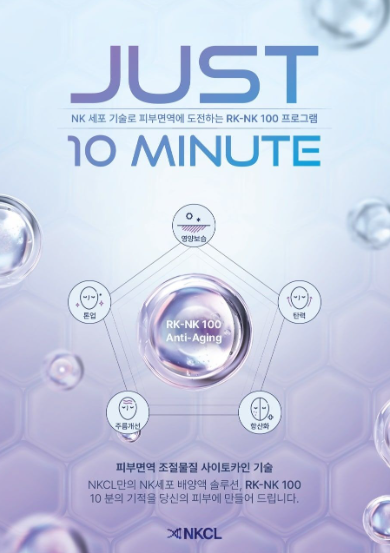 JUST
NK 세포 기술로 피부면역에 도전하는 RK-NK 100 프로그램
10 MINUTE
영양보습
톤업
탄력
RK-NK 100
Anti-Aging
주름개선
항산화
피부면역 조절물질 사이토카인 기술
NKCL만의 NK세포 배양액 솔루션, RK-NK 100
10 분의 기적을 당신의 피부에 만들어 드립니다.
NKCL